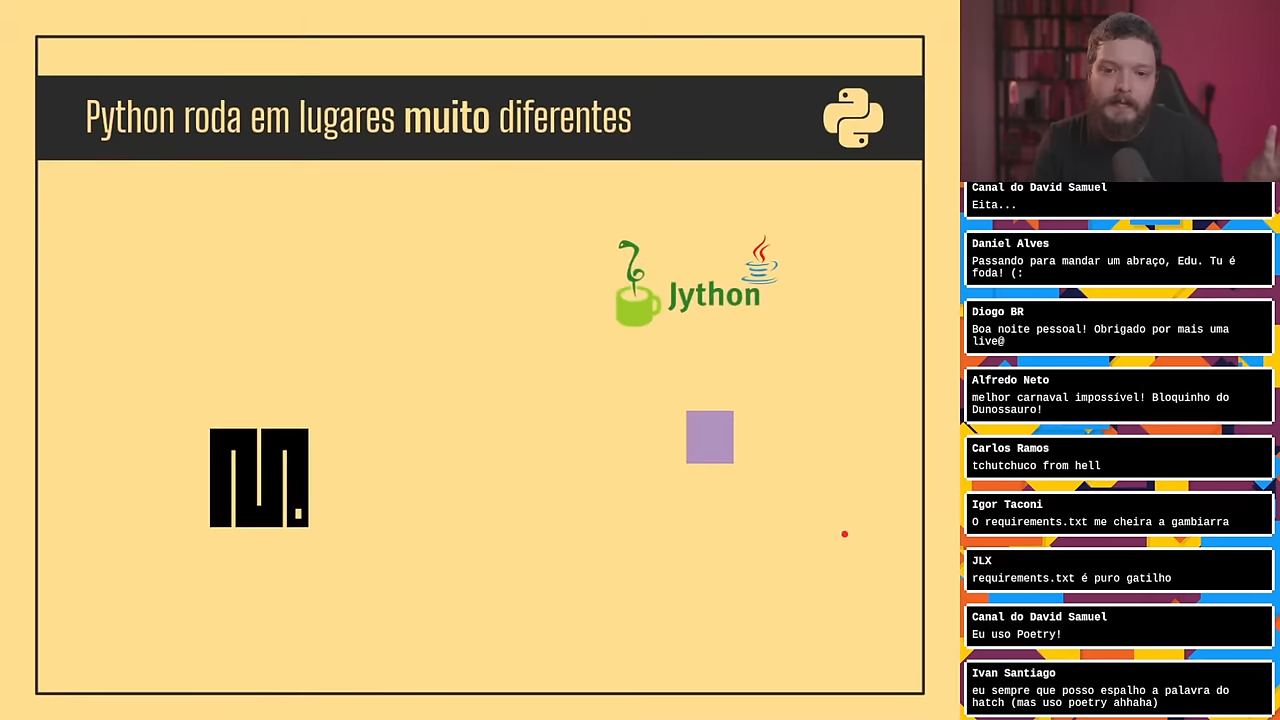 Python roda em lugares muito diferentes
Jython
Canal do David Samuel
Eita...
Daniel Alves
Passando para mandar um abraço, Edu. Tu é
foda! (:
Diogo BR
Boa noite pessoal! Obrigado por mais uma
live@
Alfredo Neto
melhor carnaval impossível! Bloquinho do
Dunossauro!
Carlos Ramos
tchutchuco from hell
Igor Taconi
O requirements.txt me cheira a gambiarra
JLX
requirements.txt é puro gatilho
Canal do David Samuel
Eu uso Poetry!
Ivan Santiago
eu sempre que posso espalho a palavra do
hatch (mas uso poetry ahhaha)